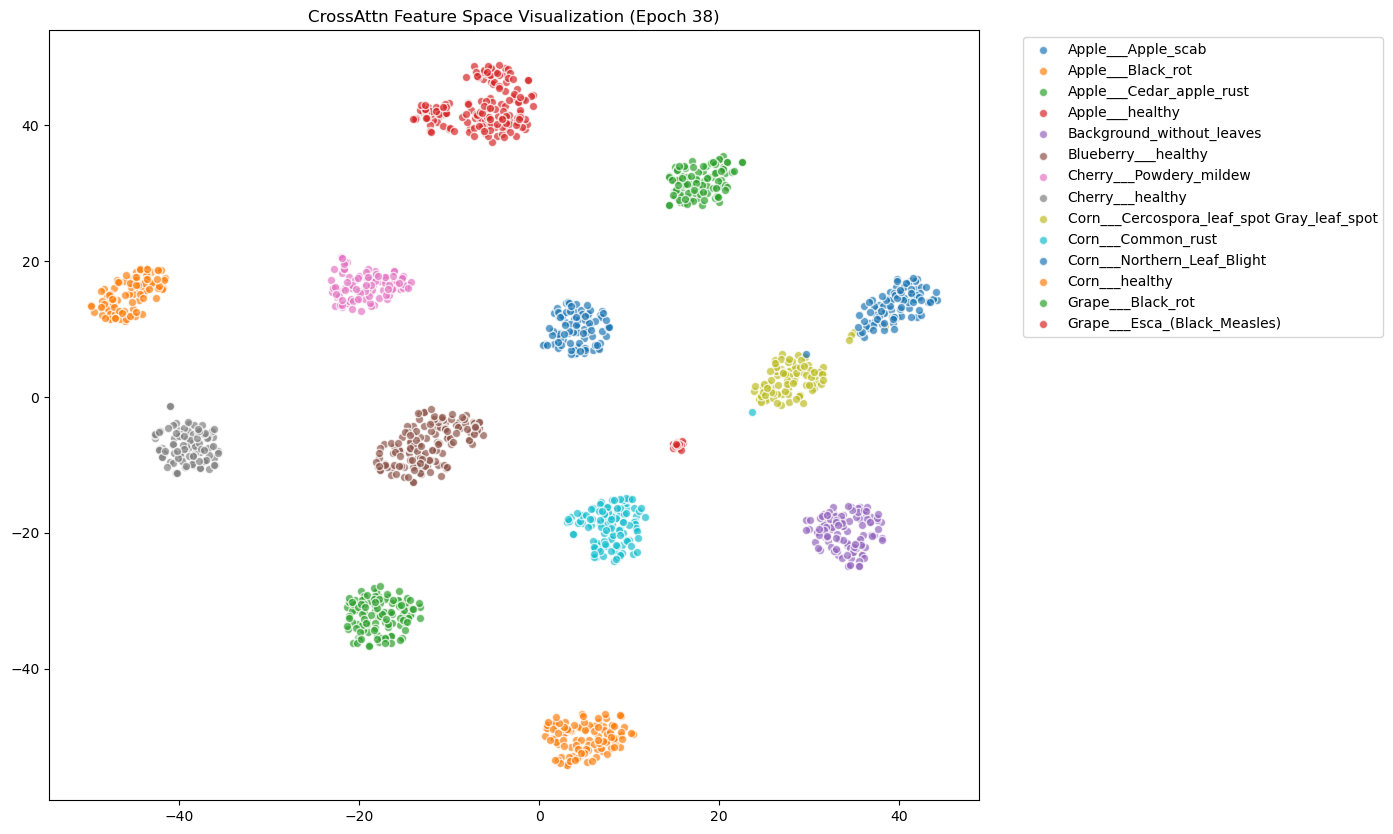 CrossAttn Feature Space Visualization (Epoch 38)
Apple___Apple_scab
Apple___Black_rot
Apple___Cedar_apple_rust
Apple___healthy
Background_without_leaves
Blueberry___healthy
Cherry___Powdery_mildew
Cherry___healthy
Corn___Cercospora_leaf_spot Gray_leaf_spot
Corn___Common_rust
Corn___Northern_Leaf_Blight
Corn___healthy
Grape___Black_rot
Grape___Esca_(Black_Measles)
40
20
0
−20
−40
−40
−20
0
20
40